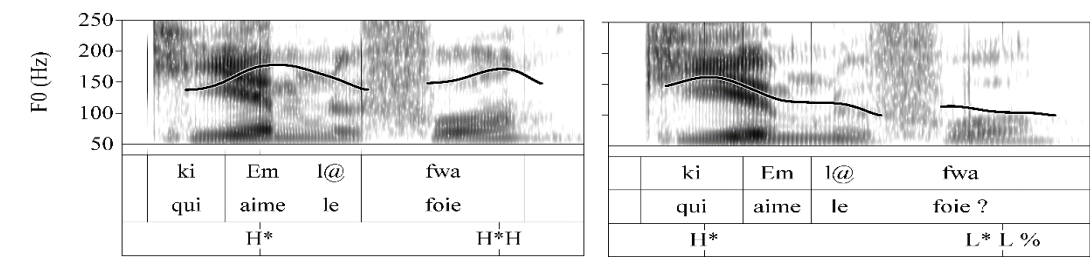 250
200
150
100
50
F0 (Hz)
ki Em l@ fwa
qui aime le foie
H* H*H
ki Em l@ fwa
qui aime le foie ?
H* L* L %